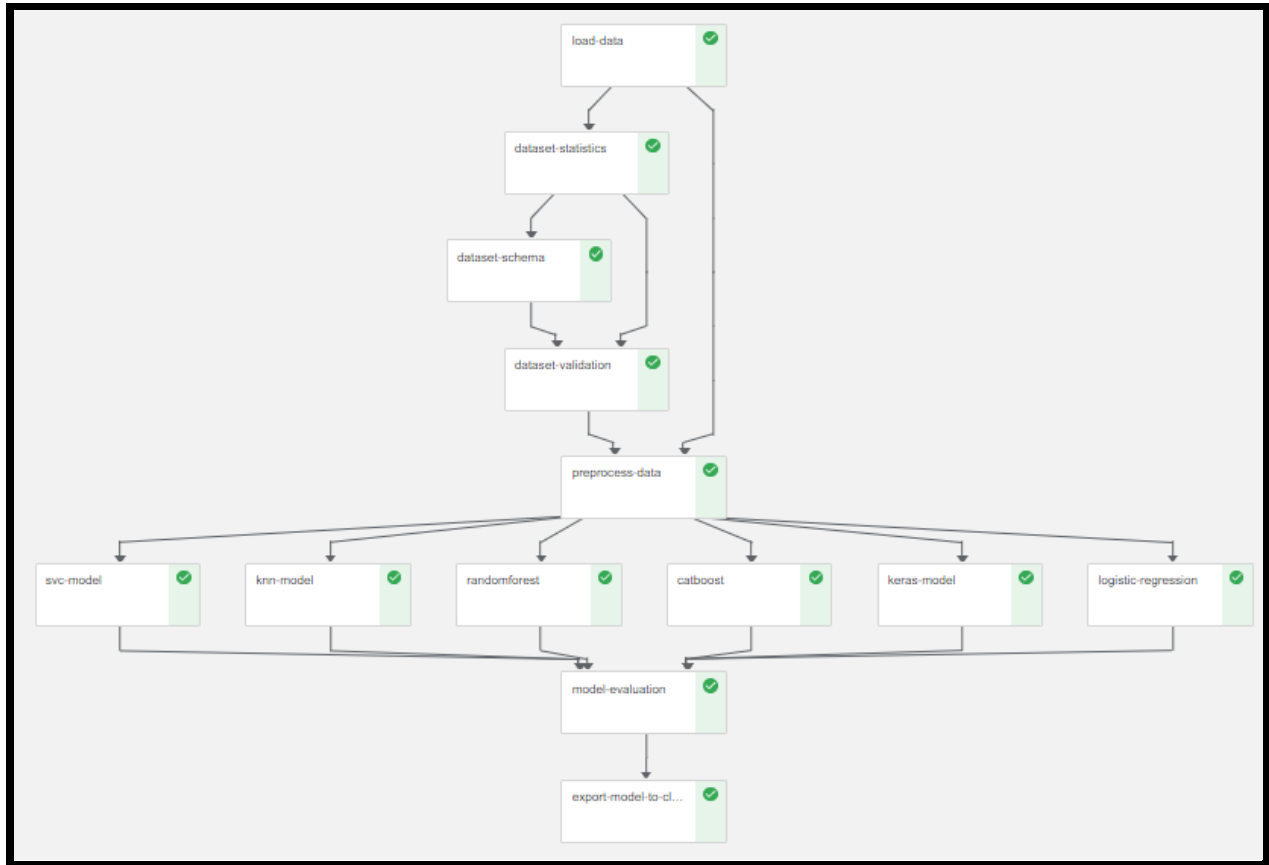 load-data
dataset-statistics
dataset-schema
dataset-validation
preprocess-data
svc-model
knn-model
randomforest
catboost
keras-model
logistic-regression
model-evaluation
export-model-to-cl...